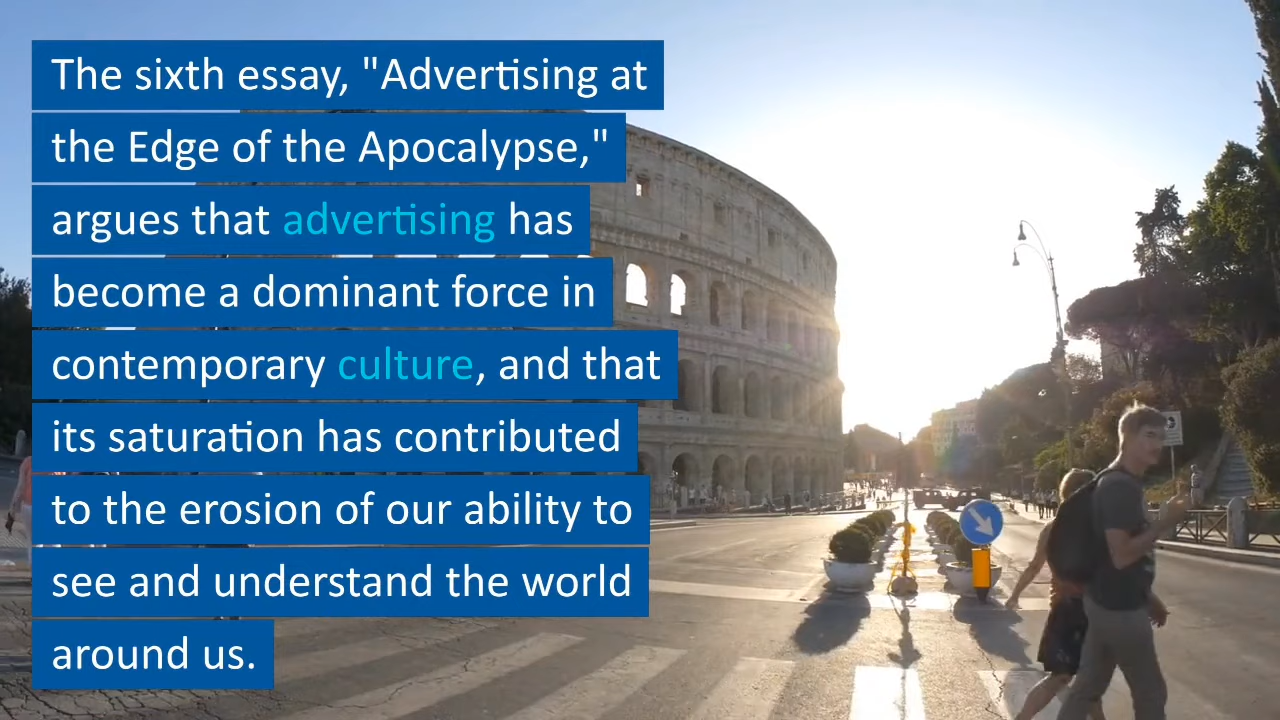 The sixth essay, "Advertising at
the Edge of the Apocalypse,"
argues that advertising has
become a dominant force in
contemporary culture, and that
its saturation has contributed
to the erosion of our ability to
see and understand the world
around us.